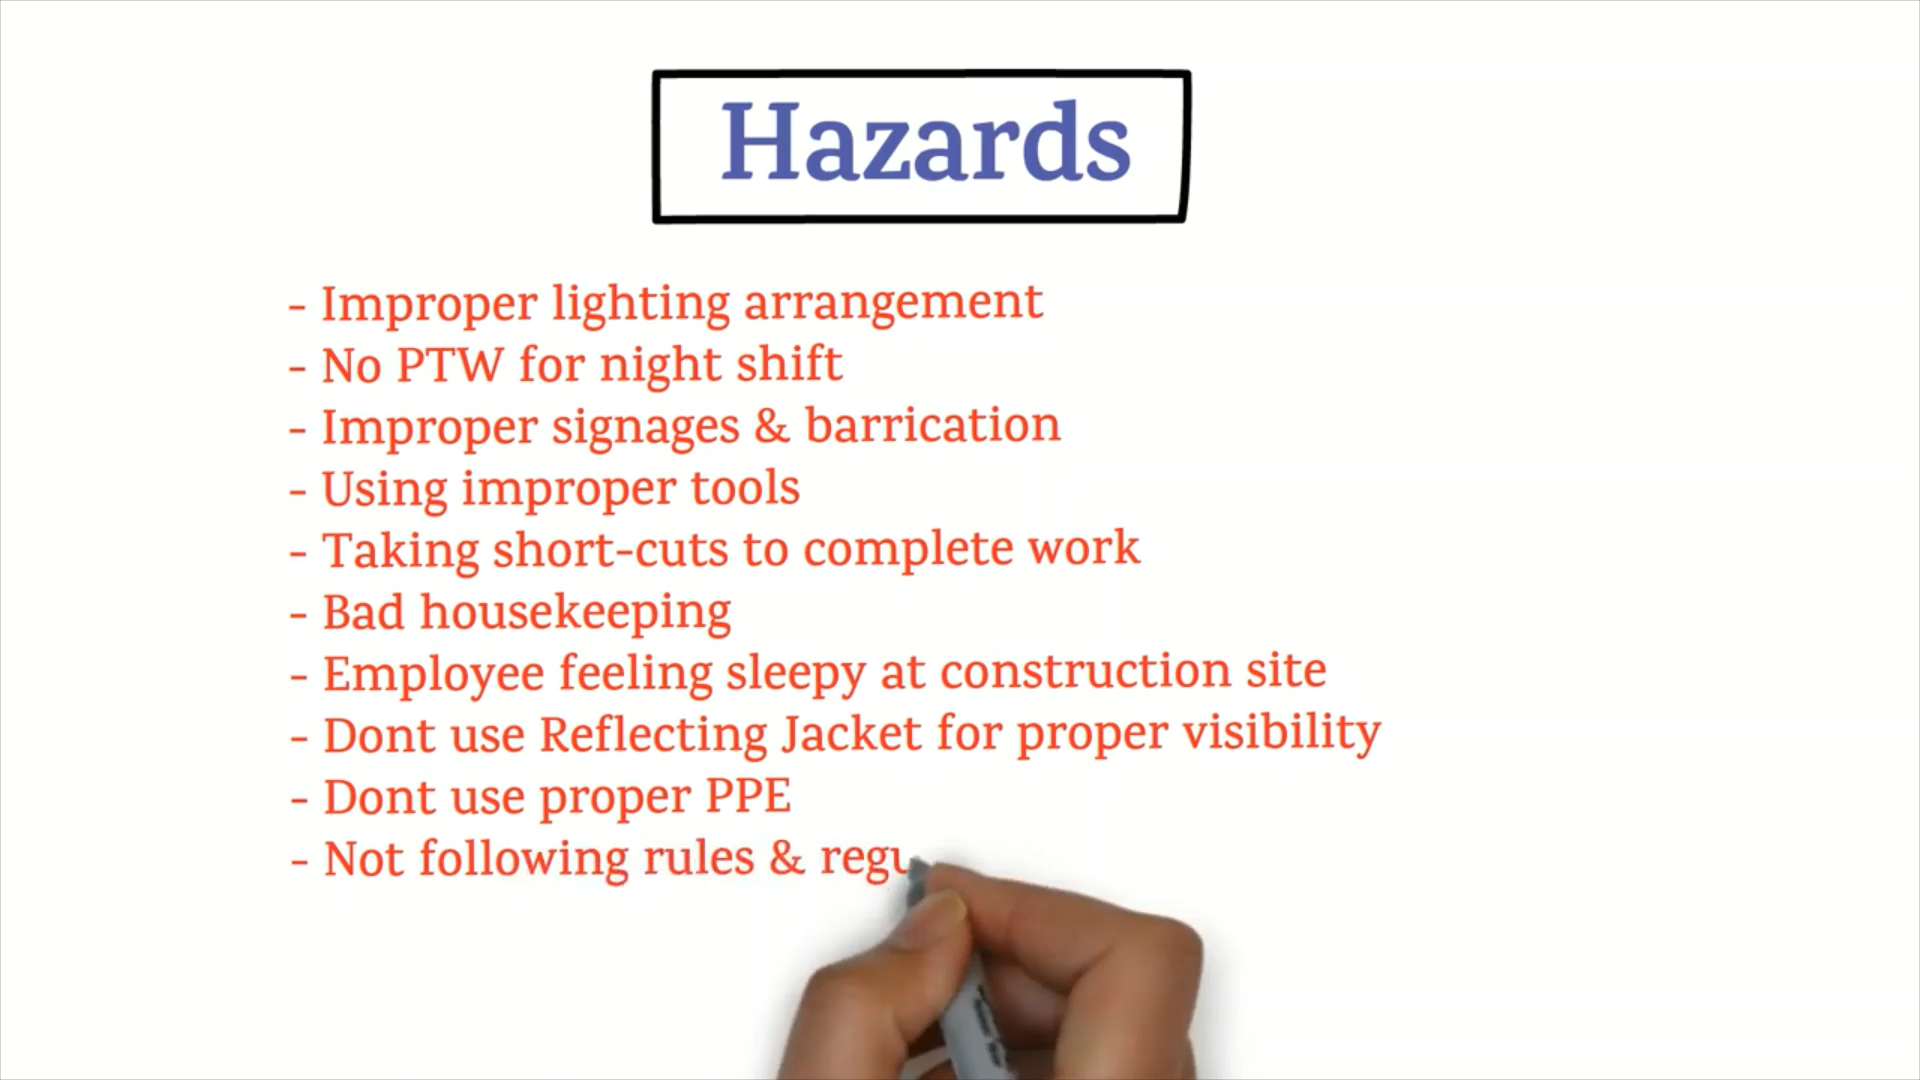 Hazards
- Improper lighting arrangement
- No PTW for night shift
- Improper signages & barrication
- Using improper tools
- Taking short-cuts to complete work
- Bad housekeeping
- Employee feeling sleepy at construction site
- Dont use Reflecting Jacket for proper visibility
- Dont use proper PPE
- Not following rules & regu